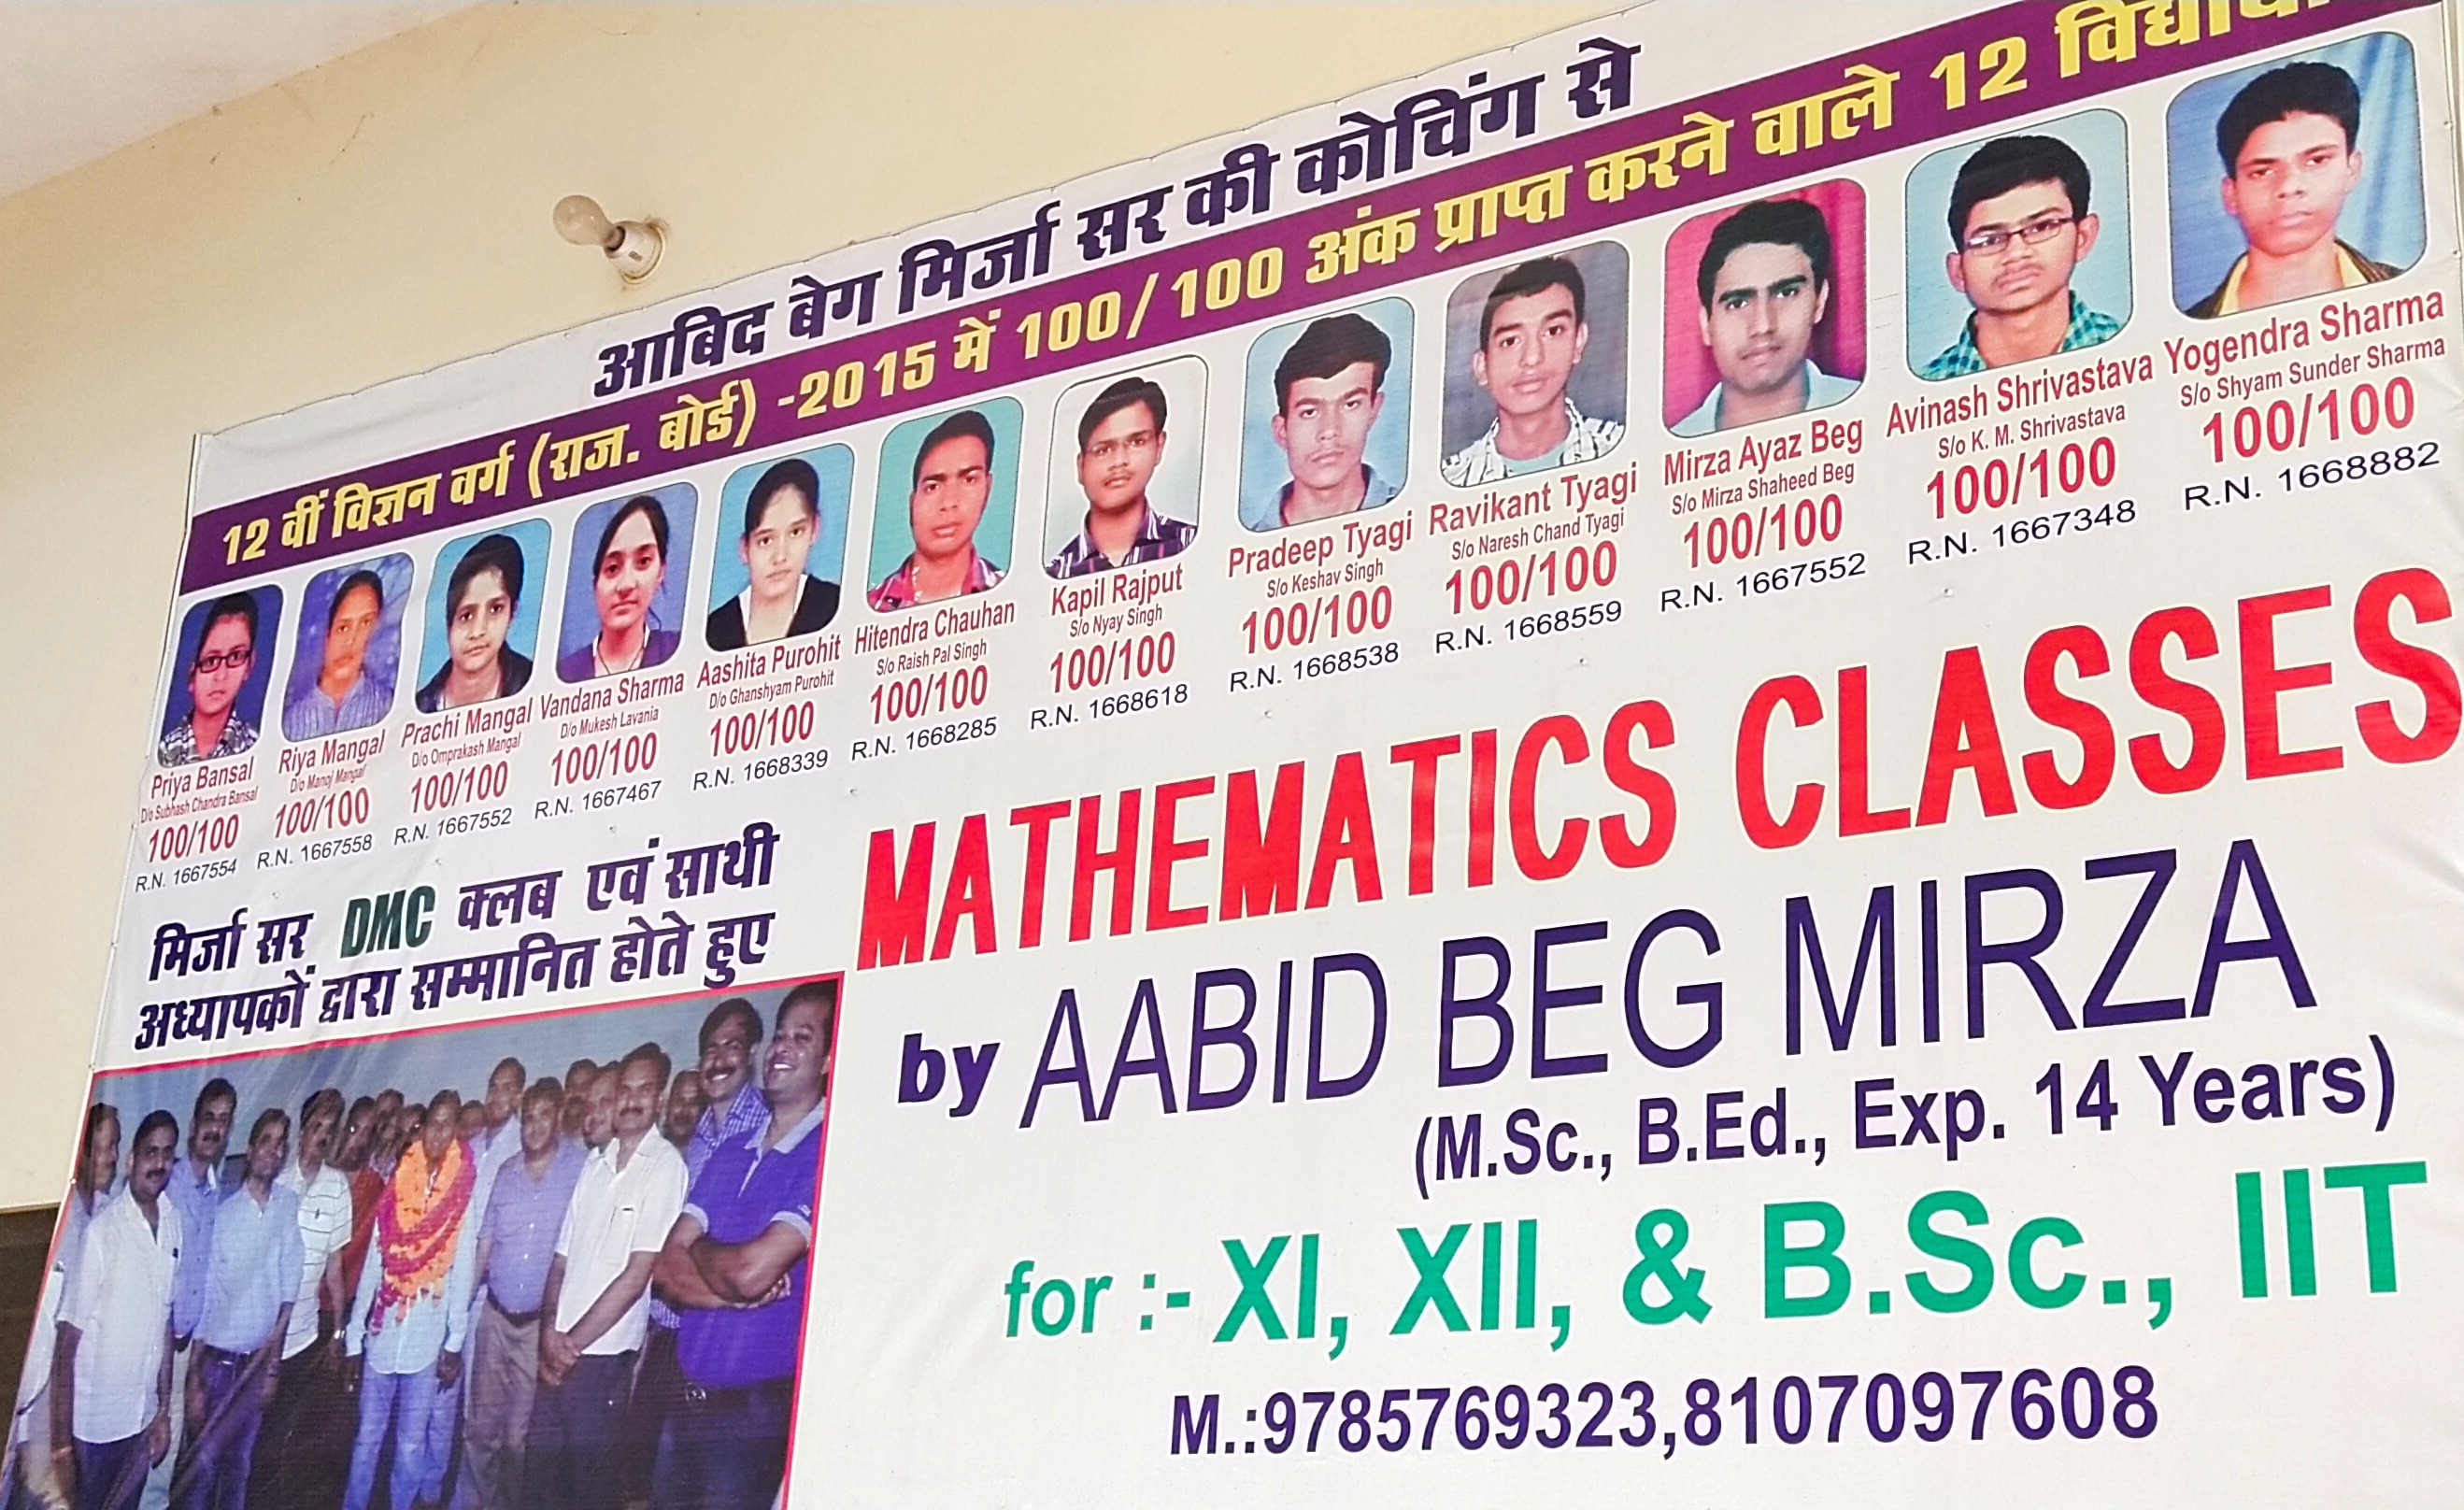 आबिद बेग मिर्जा सर की कोचिंग से
12 वीं विज्ञन वर्ग (राज. बोर्ड) -2015 में 100/100 अंक प्राप्त करने वाले 12
Priya Bansal
D/o Subhash Chandra Bansal
100/100
R.N. 1667554
Riya Mangal
D/o Manoj Mangal
100/100
R.N. 1667558
Prachi Mangal
D/o Omprakash Mangal
100/100
R.N. 1667552
Vandana Sharma
D/o Mukesh Lavania
100/100
R.N. 1667467
Aashita Purohit
D/o Ghanshyam Purohit
100/100
R.N. 1668339
Hitendra Chauhan
S/o Raish Pal Singh
100/100
R.N. 1668285
Kapil Rajput
S/o Nyay Singh
100/100
R.N. 1668618
Pradeep Tyagi
S/o Keshav Singh
100/100
R.N. 1668538
Ravikant Tyagi
S/o Naresh Chand Tyagi
100/100
R.N. 1668559
Mirza Ayaz Beg
S/o Mirza Shaheed Beg
100/100
R.N. 1667552
Avinash Shrivastava
S/o K. M. Shrivastava
100/100
R.N. 1667348
Yogendra Sharma
S/o Shyam Sunder Sharma
100/100
R.N. 1668882
मिर्जा सर DMC क्लब एवं साथी
अध्यापकों द्वारा सम्मानित होते हुए
MATHEMATICS CLASSES
by AABID BEG MIRZA
(M.Sc., B.Ed., Exp. 14 Years)
for :- XI, XII, & B.Sc., IIT
M.:9785769323,8107097608